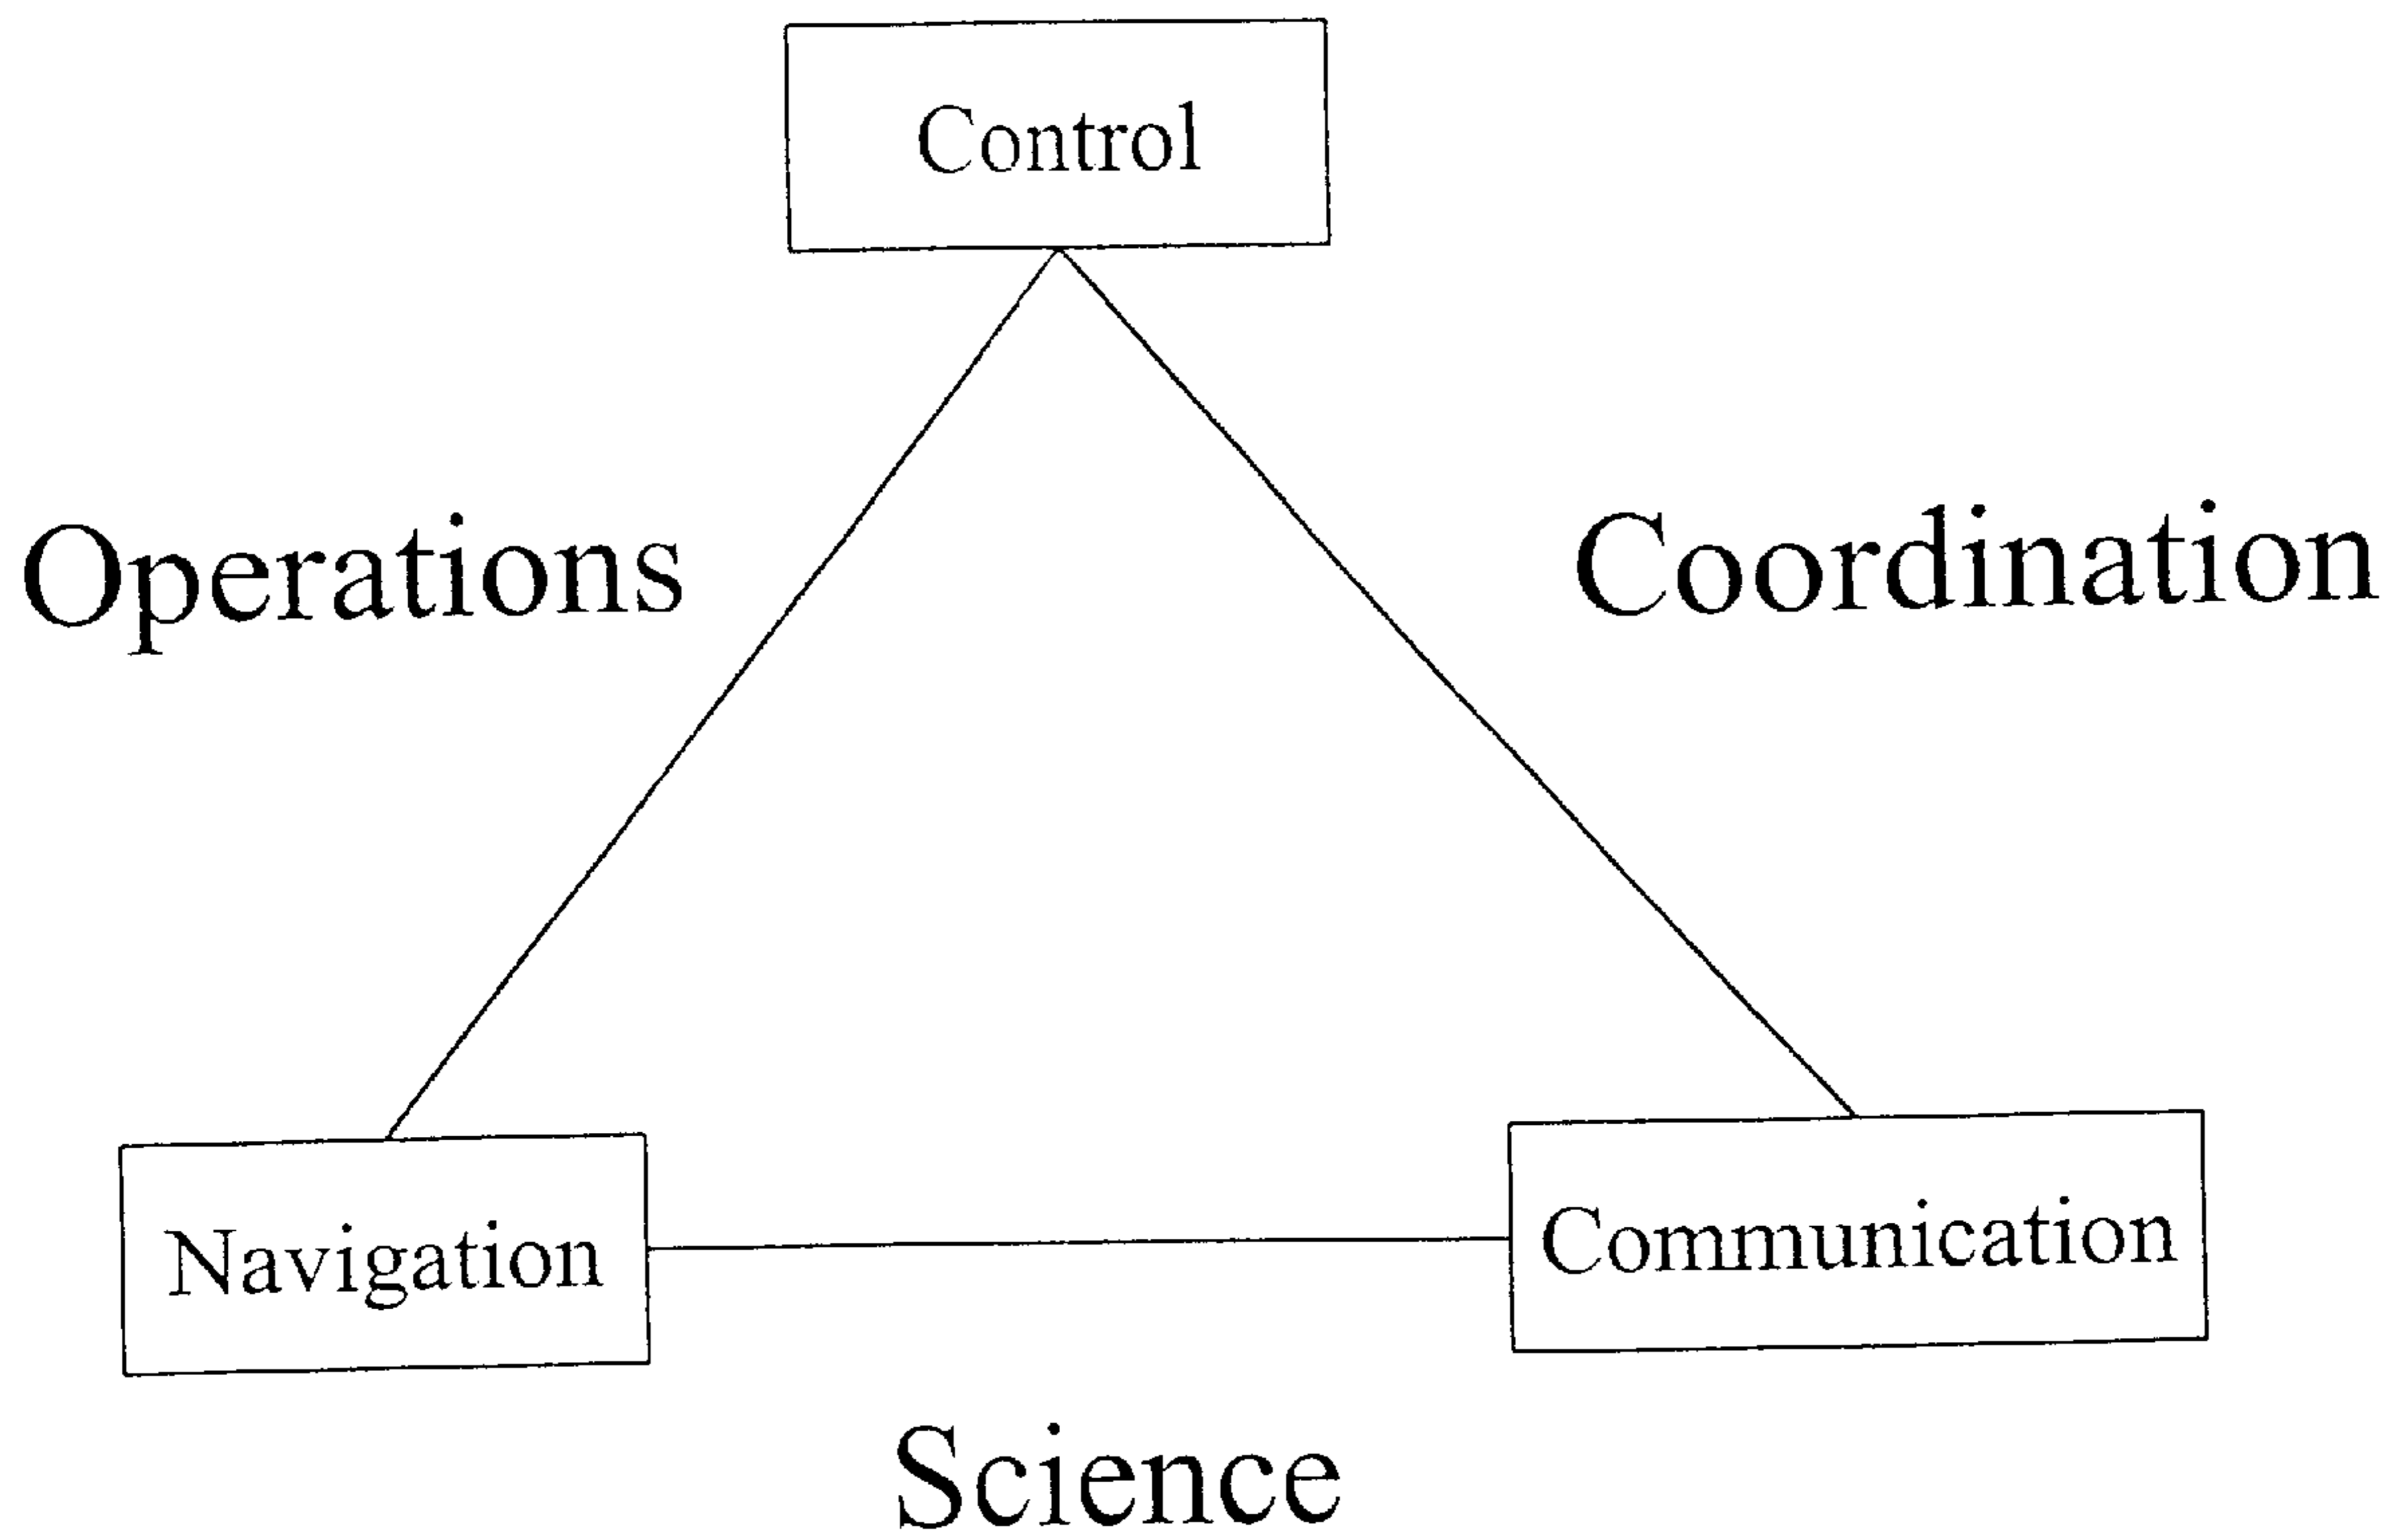 Control
Operations
Coordination
Navigation
Communication
Science